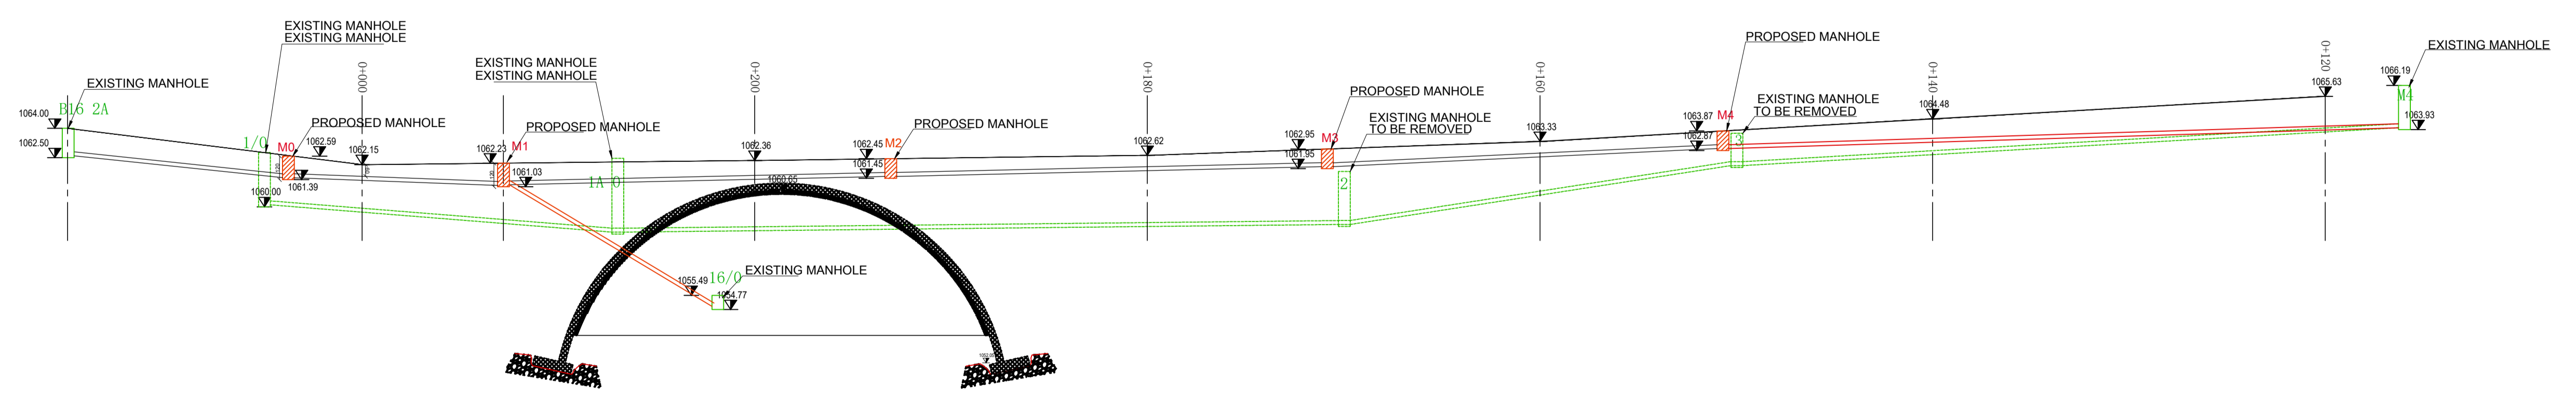 EXISTING MANHOLE
B16 2A
1064.00
1062.50
EXISTING MANHOLE
EXISTING MANHOLE
1/0
M0
PROPOSED MANHOLE
1062.59
1061.39
1060.00
0+000
1062.15
EXISTING MANHOLE
EXISTING MANHOLE
M1
PROPOSED MANHOLE
1062.23
1061.03
1A 0
0+200
1062.36
1060.65
1062.45
M2
PROPOSED MANHOLE
1061.45
1055.49
16/0
EXISTING MANHOLE
1054.77
0+180
1062.62
1062.95
M3
PROPOSED MANHOLE
1061.95
EXISTING MANHOLE
TO BE REMOVED
2
0+160
1063.33
1063.87
M4
PROPOSED MANHOLE
1062.87
EXISTING MANHOLE
TO BE REMOVED
3
0+140
1064.48
0+120
1065.63
1066.19
EXISTING MANHOLE
M4
1063.93